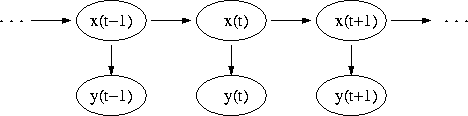 . . . x(t−1) x(t) x(t+1) . . .
y(t−1) y(t) y(t+1)